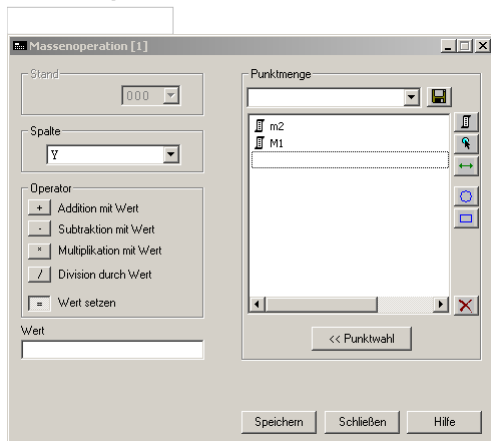 Massenoperation [1]
Stand
000
Spalte
Y
Operator
+ Addition mit Wert
- Subtraktion mit Wert
* Multiplikation mit Wert
/ Division durch Wert
= Wert setzen
Wert
Punktmenge
m2
M1
<< Punktwahl
Speichern Schließen Hilfe